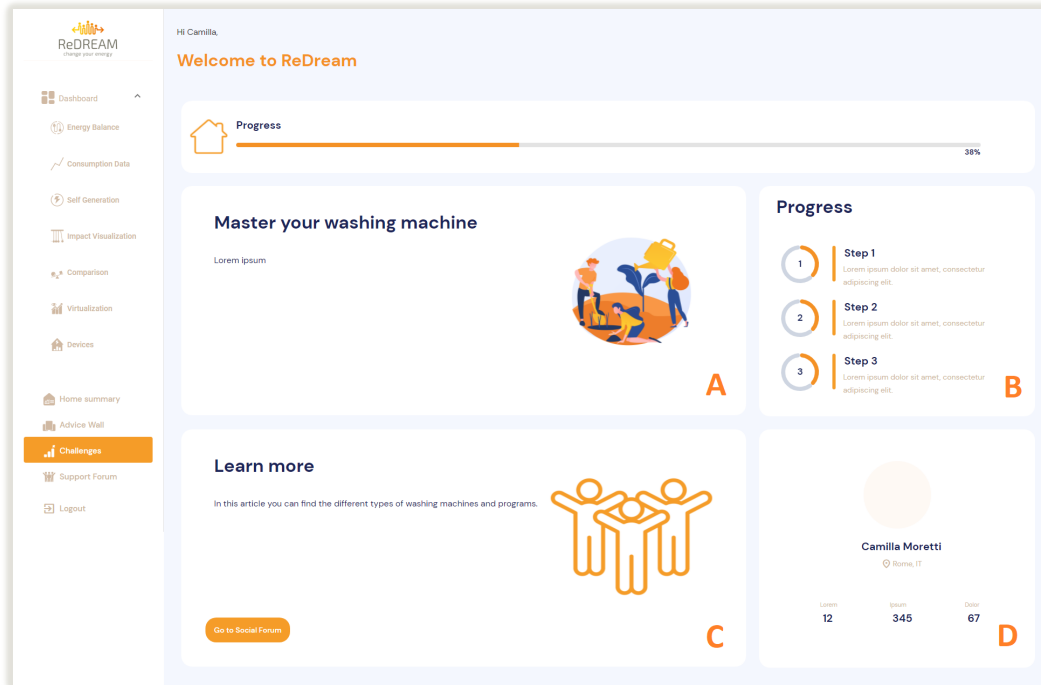 ReDREAM
change your energy
Dashboard
Energy Balance
Consumption Data
Self Generation
Impact Visualization
Comparison
Virtualization
Devices
Home summary
Advice Wall
Challenges
Support Forum
Logout
Hi Camilla,
Welcome to ReDream
Progress
38%
Master your washing machine
Lorem ipsum
A
Progress
1
Step 1
Lorem ipsum dolor sit amet, consectetur
adipiscing elit.
2
Step 2
Lorem ipsum dolor sit amet, consectetur
adipiscing elit.
3
Step 3
Lorem ipsum dolor sit amet, consectetur
adipiscing elit.
B
Learn more
In this article you can find the different types of washing machines and programs.
Go to Social Forum
C
Camilla Moretti
Rome, IT
Lorem Ipsum Dolor
12 345 67
D